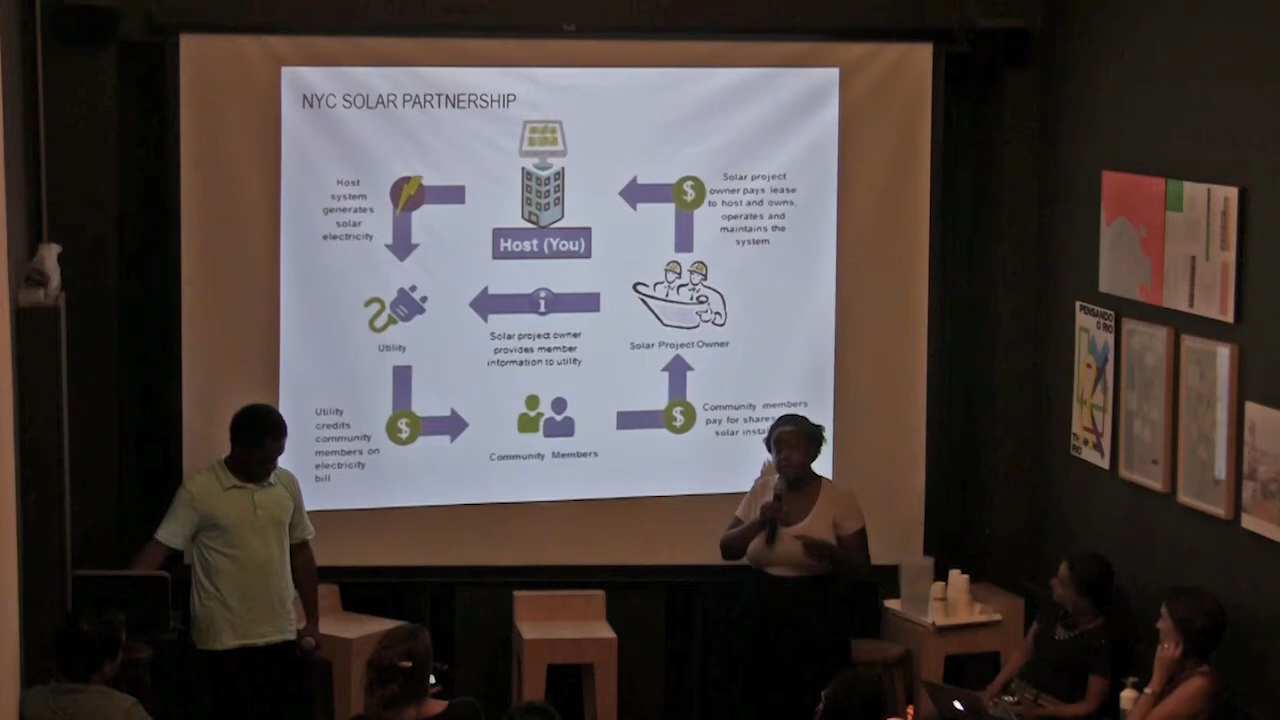 NYC SOLAR PARTNERSHIP
Host
system
generates
solar
electricity
$
Solar project
owner pays lease
to host and owns,
operates and
maintains the
system
Host (You)
i
Solar project owner
provides member
information to utility
Utility
Solar Project Owner
Utility
credits
community
members on
electricity
bill
$
Community Members
$
Community members
pay for shares
solar
PENSANDO
O RIO
RIO